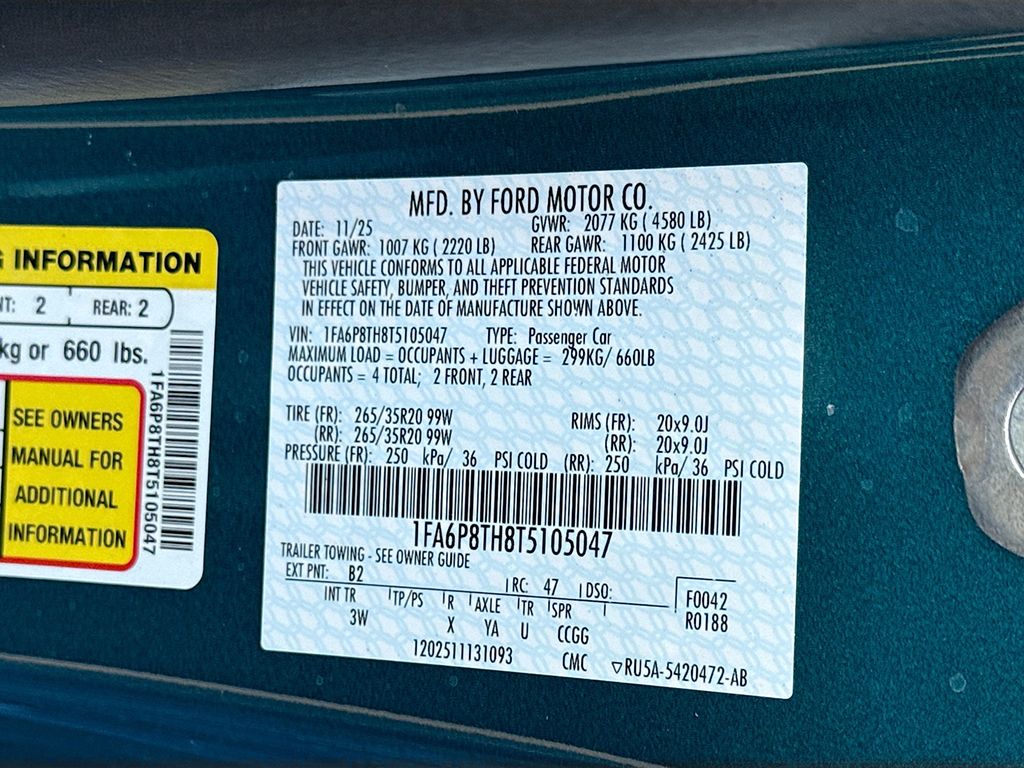 G INFORMATION
NT: 2 REAR: 2
kg or 660 lbs.
SEE OWNERS
MANUAL FOR
ADDITIONAL
INFORMATION
1FA6P8TH8T5105047
MFD. BY FORD MOTOR CO.
DATE: 11/25 GVWR: 2077 KG ( 4580 LB)
FRONT GAWR: 1007 KG ( 2220 LB) REAR GAWR: 1100 KG ( 2425 LB)
THIS VEHICLE CONFORMS TO ALL APPLICABLE FEDERAL MOTOR
VEHICLE SAFETY, BUMPER, AND THEFT PREVENTION STANDARDS
IN EFFECT ON THE DATE OF MANUFACTURE SHOWN ABOVE.
VIN: 1FA6P8TH8T5105047 TYPE: Passenger Car
MAXIMUM LOAD = OCCUPANTS + LUGGAGE = 299KG/ 660LB
OCCUPANTS = 4 TOTAL; 2 FRONT, 2 REAR
TIRE (FR): 265/35R20 99W RIMS (FR): 20x9.0J
(RR): 265/35R20 99W (RR): 20x9.0J
PRESSURE (FR): 250 kPa/ 36 PSI COLD (RR): 250 kPa/ 36 PSI COLD
1FA6P8TH8T5105047
TRAILER TOWING - SEE OWNER GUIDE
EXT PNT: B2 RC: 47 DSO: F0042
INT TR TP/PS R AXLE TR SPR R0188
3W X YA U CCGG
1202511131093 CMC ▽RU5A-5420472-AB